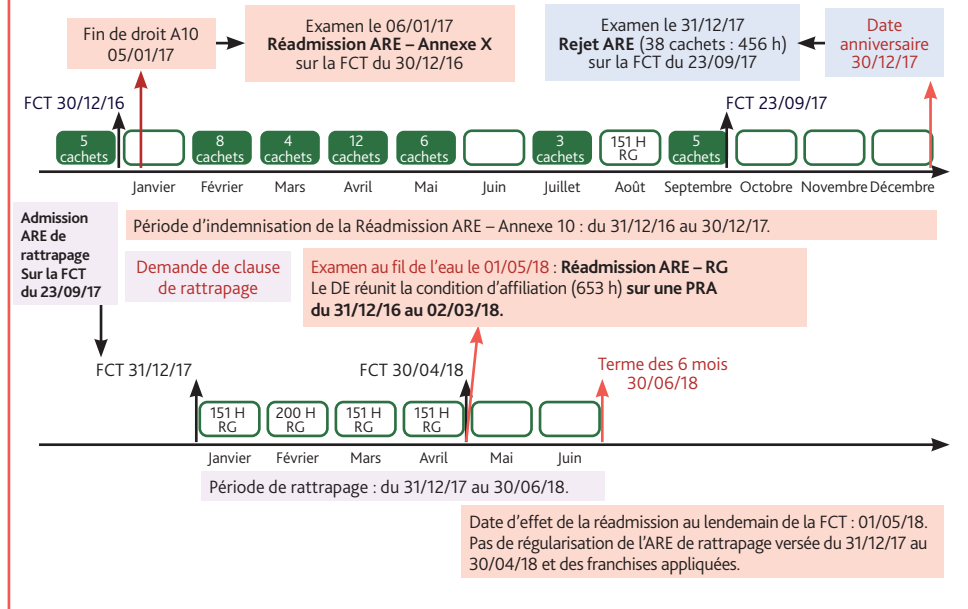 Fin de droit A10
05/01/17
Examen le 06/01/17
Réadmission ARE – Annexe X
sur la FCT du 30/12/16
Examen le 31/12/17
Rejet ARE (38 cachets : 456 h)
sur la FCT du 23/09/17
Date
anniversaire
30/12/17
FCT 30/12/16
FCT 23/09/17
5
cachets
8
cachets
4
cachets
12
cachets
6
cachets
3
cachets
151 H
RG
5
cachets
Janvier Février Mars Avril Mai Juin Juillet Août Septembre Octobre Novembre Décembre
Admission
ARE de
rattrapage
Sur la FCT
du 23/09/17
Période d'indemnisation de la Réadmission ARE – Annexe 10 : du 31/12/16 au 30/12/17.
Demande de clause
de rattrapage
Examen au fil de l'eau le 01/05/18 : Réadmission ARE – RG
Le DE réunit la condition d'affiliation (653 h) sur une PRA
du 31/12/16 au 02/03/18.
FCT 31/12/17
FCT 30/04/18
Terme des 6 mois
30/06/18
151 H
RG
200 H
RG
151 H
RG
151 H
RG
Janvier Février Mars Avril Mai Juin
Période de rattrapage : du 31/12/17 au 30/06/18.
Date d'effet de la réadmission au lendemain de la FCT : 01/05/18.
Pas de régularisation de l'ARE de rattrapage versée du 31/12/17 au
30/04/18 et des franchises appliquées.